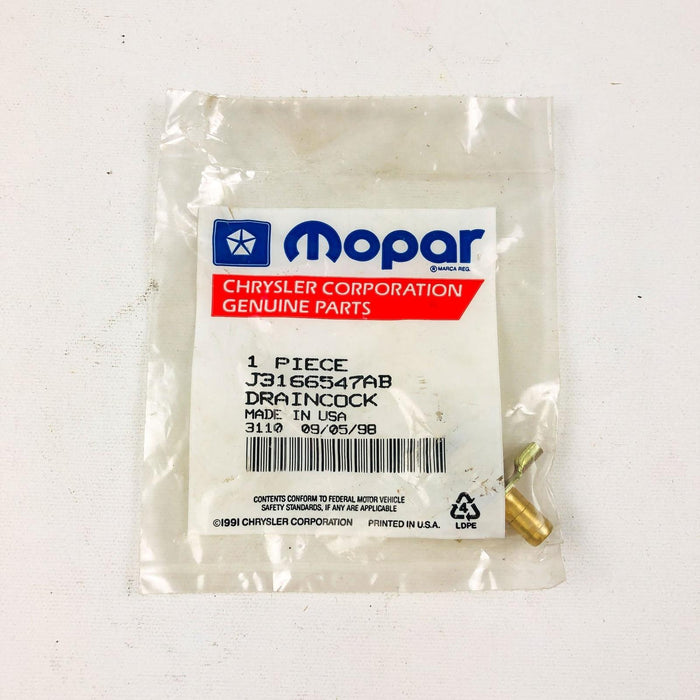 mopar
® MARCA REG.
CHRYSLER CORPORATION
GENUINE PARTS
1 PIECE
J3166547AB
DRAINCOCK
MADE IN USA
3110 09/05/98
CONTENTS CONFORM TO FEDERAL MOTOR VEHICLE
SAFETY STANDARDS, IF ANY ARE APPLICABLE
©1991 CHRYSLER CORPORATION PRINTED IN U.S.A.
4
LDPE